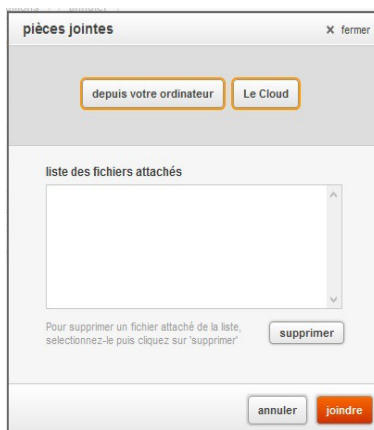 pièces jointes
× fermer
depuis votre ordinateur
Le Cloud
liste des fichiers attachés
Pour supprimer un fichier attaché de la liste,
selectionnez-le puis cliquez sur 'supprimer'
supprimer
annuler
joindre